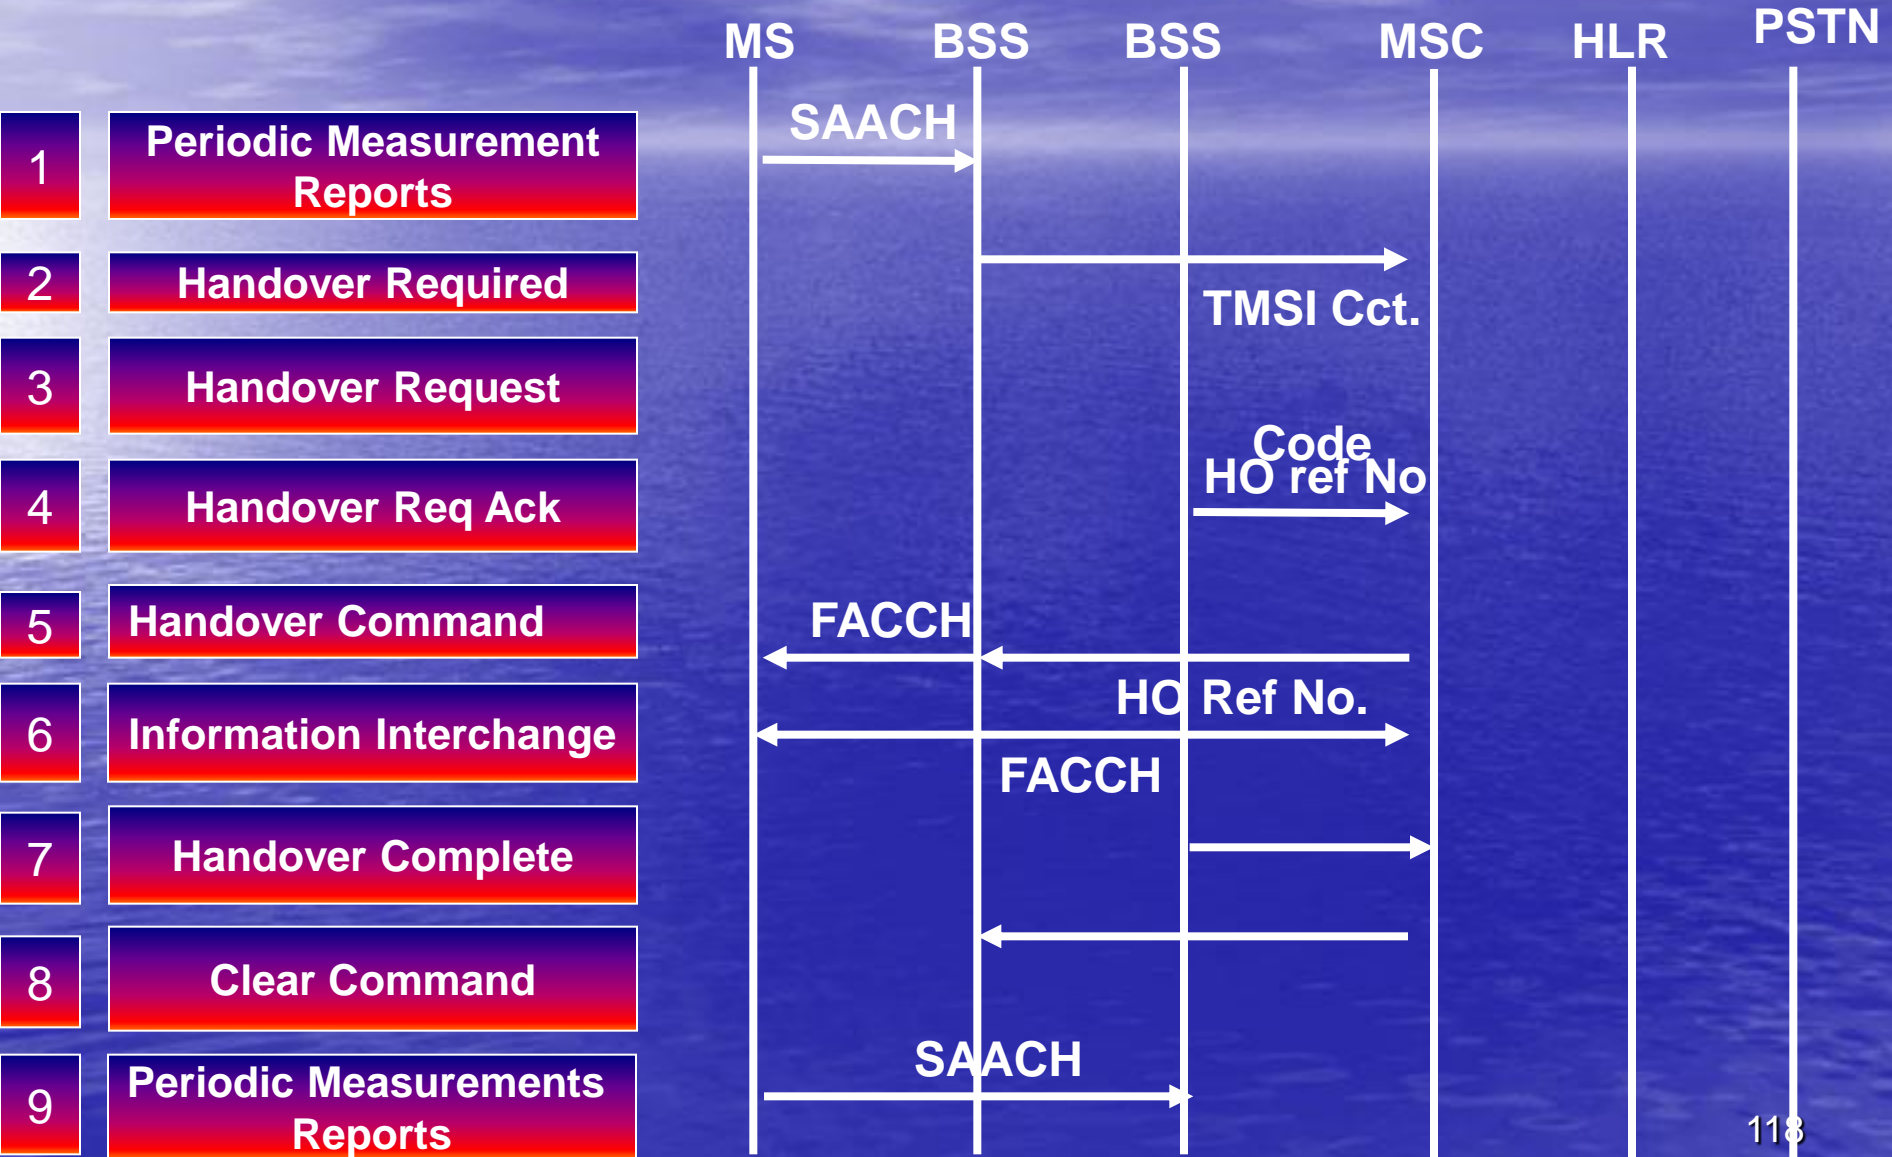 MS BSS BSS MSC HLR PSTN
SAACH
1 Periodic Measurement
Reports
2 Handover Required
TMSI Cct.
3 Handover Request
Code
HO ref No
4 Handover Req Ack
FACCH
5 Handover Command
HO Ref No.
6 Information Interchange
FACCH
7 Handover Complete
8 Clear Command
SAACH
9 Periodic Measurements
Reports
118